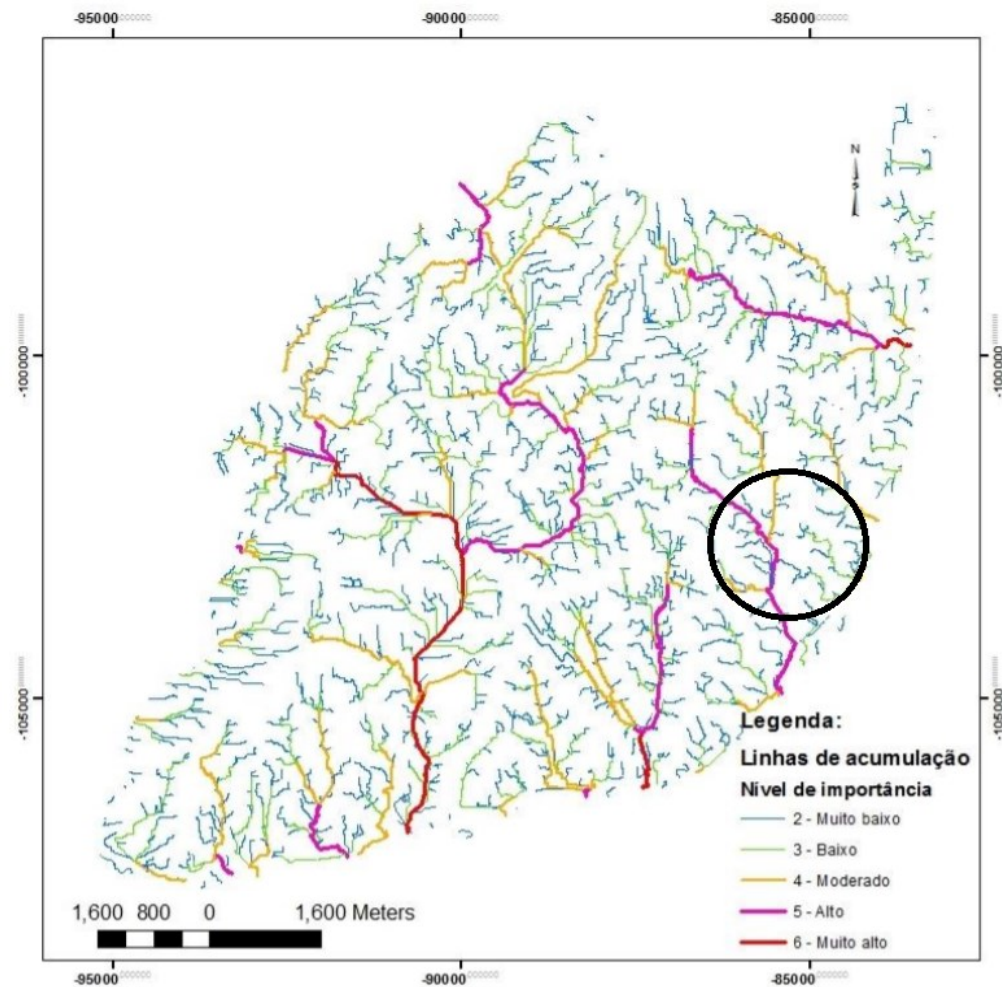 -95000 -90000 -85000
N
-100000 -100000
-105000 -105000
Legenda:
Linhas de acumulação
Nível de importância
2 - Muito baixo
3 - Baixo
4 - Moderado
5 - Alto
6 - Muito alto
1,600 800 0 1,600 Meters
-95000 -90000 -85000